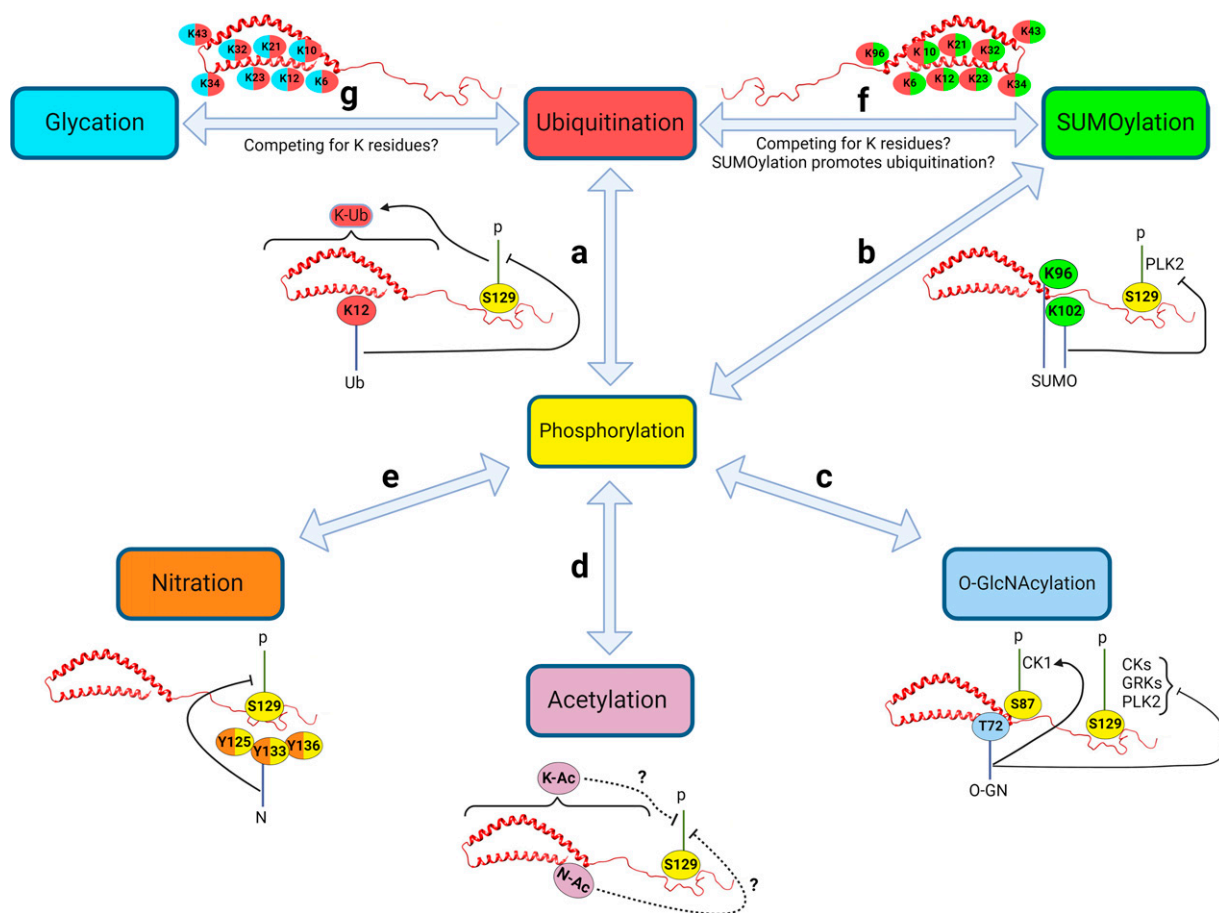 K43
K32
K21
K10
K34
K23
K12
K6
g
Glycation
Competing for K residues?
Ubiquitination
K96
K 10
K21
K32
K43
K6
K12
K23
K34
f
Competing for K residues?
SUMOylation promotes ubiquitination?
SUMOylation
K-Ub
p
S129
K12
Ub
a
b
p
PLK2
K96
S129
K102
SUMO
Phosphorylation
e
c
d
Nitration
p
S129
Y125
Y133
Y136
N
Acetylation
K-Ac
?
p
S129
N-Ac
?
O-GlcNAcylation
p
CK1
p
CKs
GRKs
PLK2
S87
T72
S129
O-GN